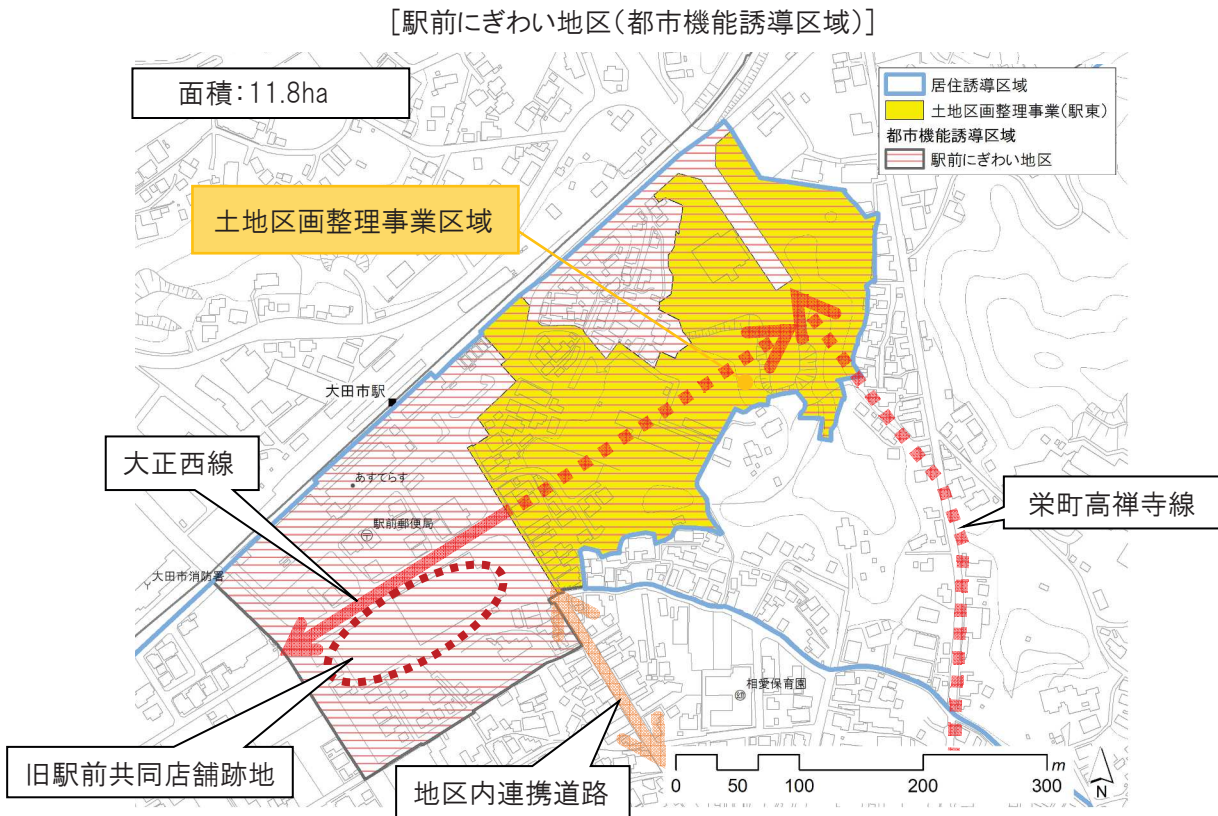 [駅前にぎわい地区(都市機能誘導区域)]
面積:11.8ha
居住誘導区域
土地区画整理事業(駅東)
都市機能誘導区域
駅前にぎわい地区
土地区画整理事業区域
大田市駅
大正西線
あすてらす
駅前郵便局
大田市消防署
栄町高禅寺線
相愛保育園
旧駅前共同店舗跡地
地区内連携道路
0 50 100 200 300 m
N